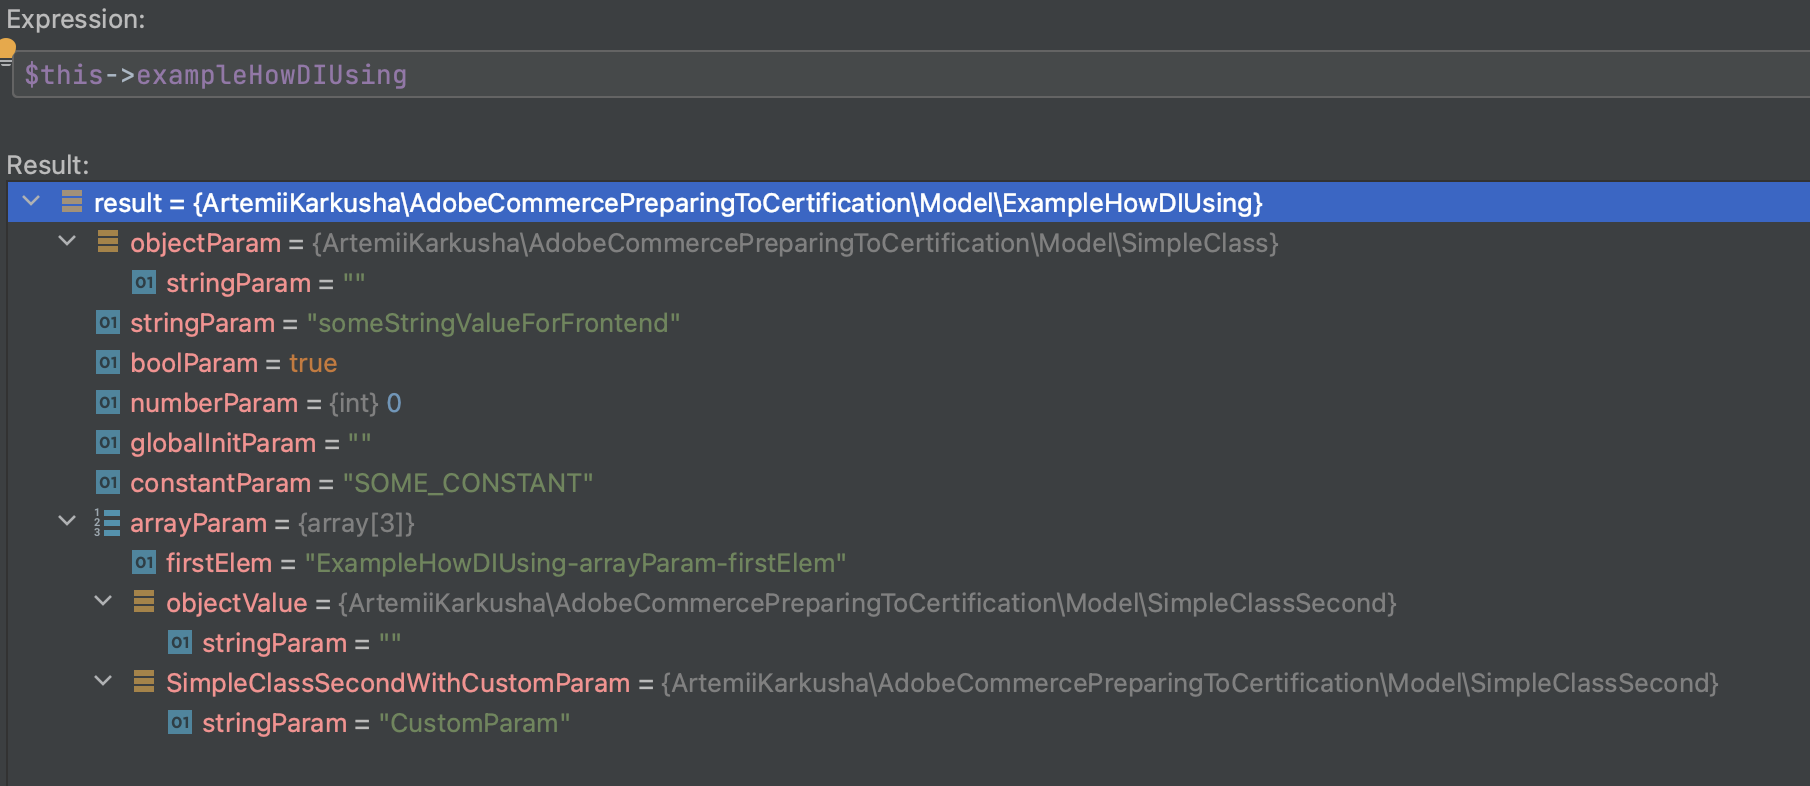 Expression:
$this->exampleHowDIUsing
Result:
result = {ArtemiiKarkusha\AdobeCommercePreparingToCertification\Model\ExampleHowDIUsing}
objectParam = {ArtemiiKarkusha\AdobeCommercePreparingToCertification\Model\SimpleClass}
01 stringParam = ""
01 stringParam = "someStringValueForFrontend"
01 boolParam = true
01 numberParam = {int} 0
01 globalInitParam = ""
01 constantParam = "SOME_CONSTANT"
123 arrayParam = {array[3]}
01 firstElem = "ExampleHowDIUsing-arrayParam-firstElem"
objectValue = {ArtemiiKarkusha\AdobeCommercePreparingToCertification\Model\SimpleClassSecond}
01 stringParam = ""
SimpleClassSecondWithCustomParam = {ArtemiiKarkusha\AdobeCommercePreparingToCertification\Model\SimpleClassSecond}
01 stringParam = "CustomParam"